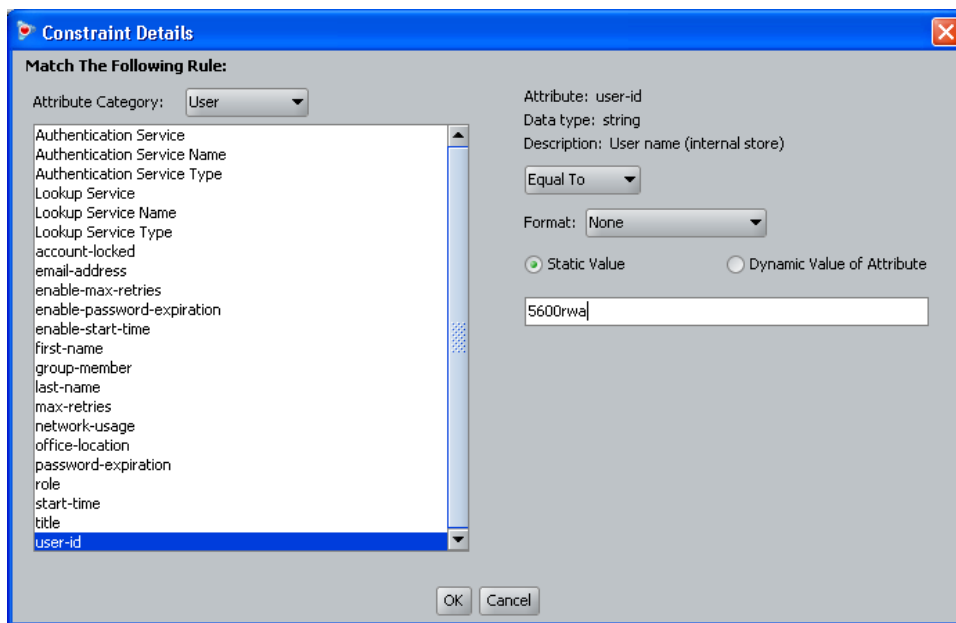 Constraint Details
Match The Following Rule:
Attribute Category: User
Authentication Service
Authentication Service Name
Authentication Service Type
Lookup Service
Lookup Service Name
Lookup Service Type
account-locked
email-address
enable-max-retries
enable-password-expiration
enable-start-time
first-name
group-member
last-name
max-retries
network-usage
office-location
password-expiration
role
start-time
title
user-id
Attribute: user-id
Data type: string
Description: User name (internal store)
Equal To
Format: None
Static Value Dynamic Value of Attribute
5600rwa
OK Cancel